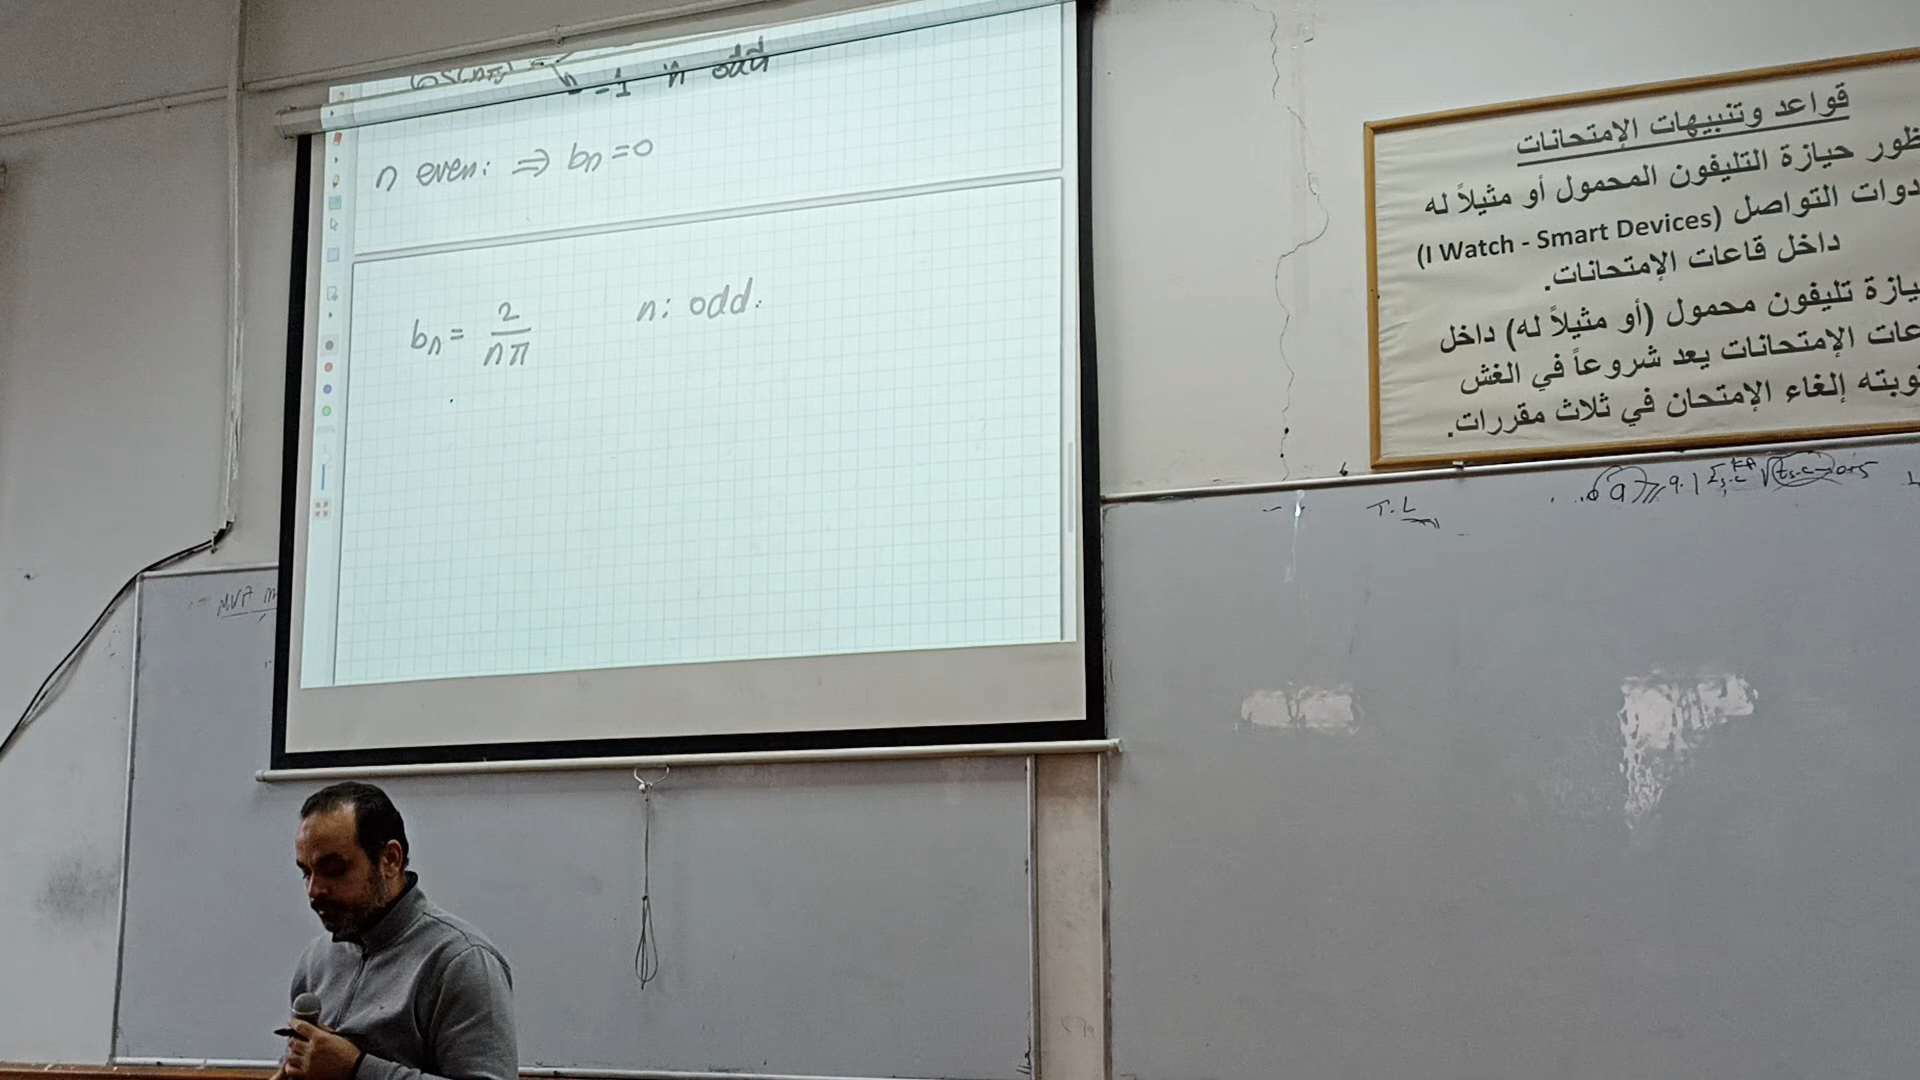 cos(nπ) =
-1 n odd
n even: ⇒ bn = 0
bn = 2/nπ n: odd.
قواعد وتنبيهات الإمتحانات
ظور حيازة التليفون المحمول أو مثيلاً له
دوات التواصل (I Watch - Smart Devices)
داخل قاعات الإمتحانات.
يازة تليفون محمول (أو مثيلاً له) داخل
عات الإمتحانات يعد شروعاً في الغش
وبته إلغاء الإمتحان في ثلاث مقررات.
T.L